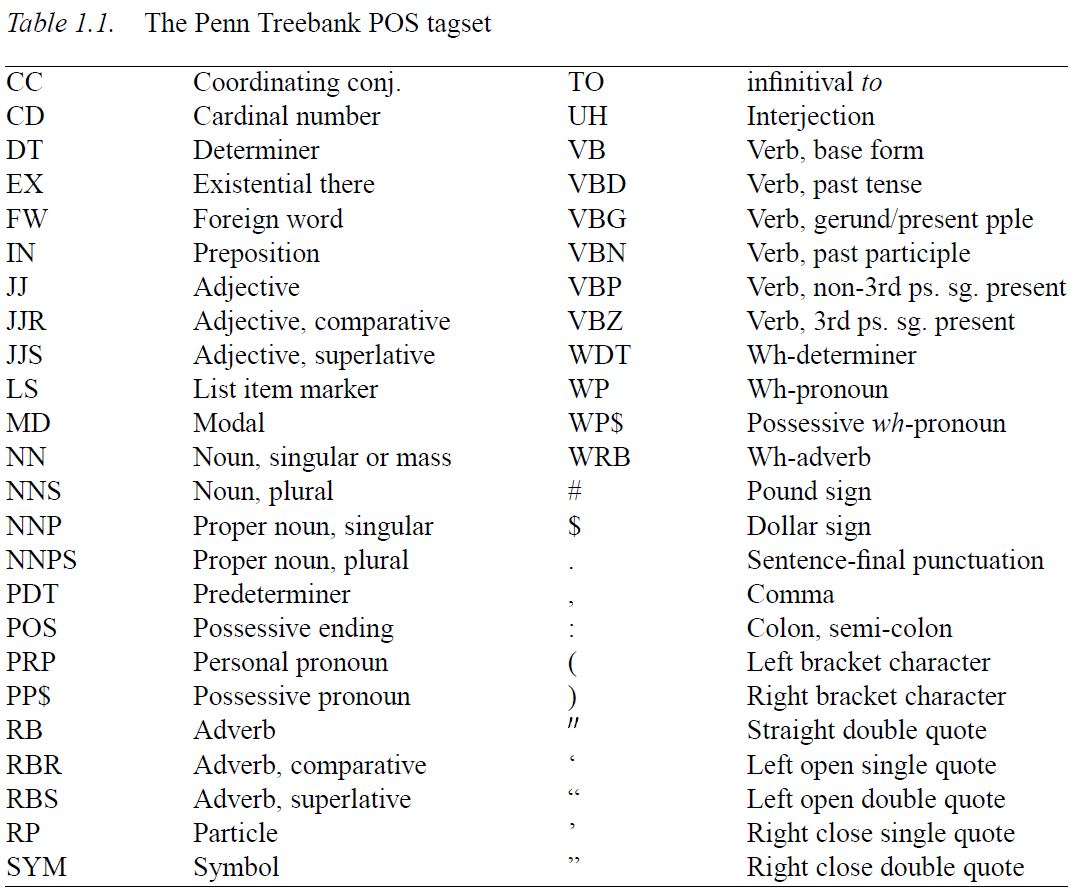 Table 1.1. The Penn Treebank POS tagset
CC Coordinating conj. TO infinitival to
CD Cardinal number UH Interjection
DT Determiner VB Verb, base form
EX Existential there VBD Verb, past tense
FW Foreign word VBG Verb, gerund/present pple
IN Preposition VBN Verb, past participle
JJ Adjective VBP Verb, non-3rd ps. sg. present
JJR Adjective, comparative VBZ Verb, 3rd ps. sg. present
JJS Adjective, superlative WDT Wh-determiner
LS List item marker WP Wh-pronoun
MD Modal WP$ Possessive wh-pronoun
NN Noun, singular or mass WRB Wh-adverb
NNS Noun, plural # Pound sign
NNP Proper noun, singular $ Dollar sign
NNPS Proper noun, plural . Sentence-final punctuation
PDT Predeterminer , Comma
POS Possessive ending : Colon, semi-colon
PRP Personal pronoun ( Left bracket character
PP$ Possessive pronoun ) Right bracket character
RB Adverb " Straight double quote
RBR Adverb, comparative ‘ Left open single quote
RBS Adverb, superlative “ Left open double quote
RP Particle ’ Right close single quote
SYM Symbol ” Right close double quote